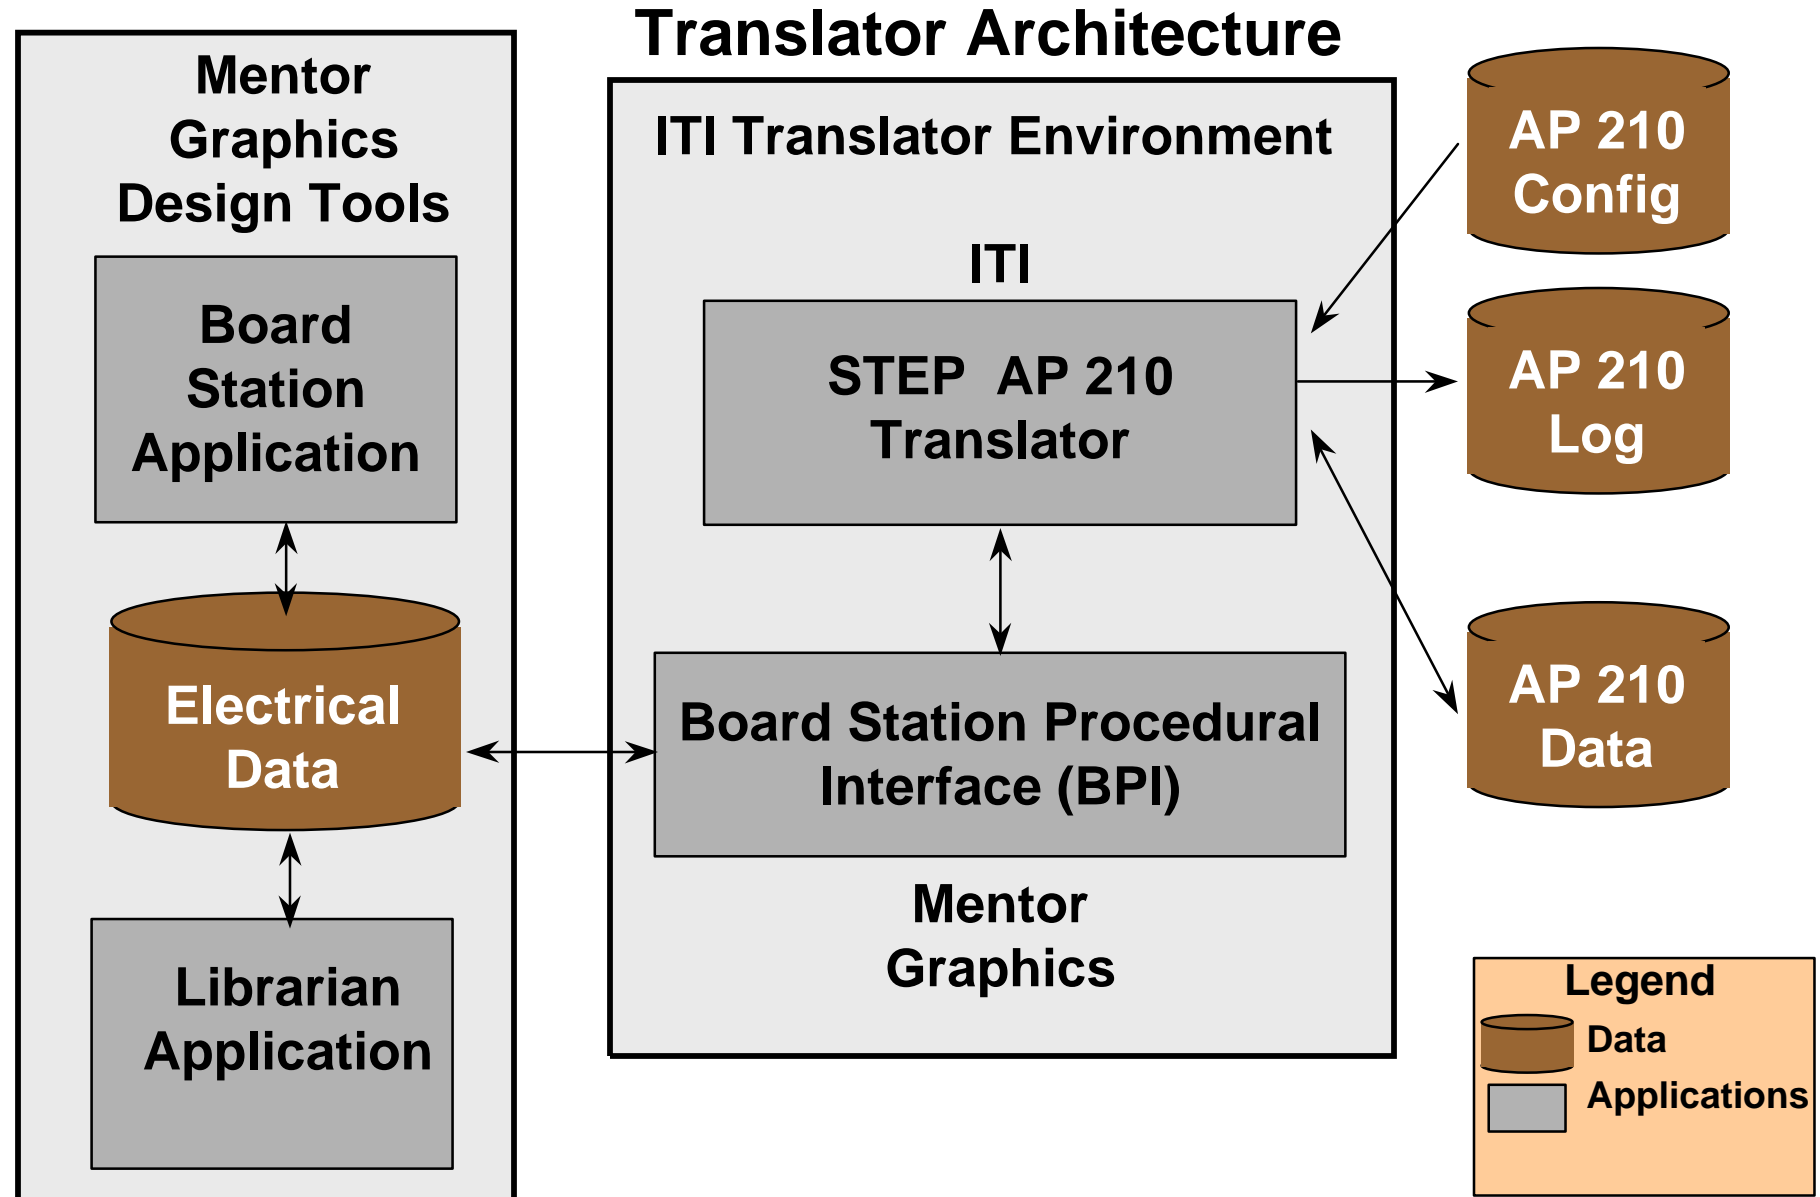 Translator Architecture
Mentor
Graphics
Design Tools
Board
Station
Application
Electrical
Data
Librarian
Application
ITI Translator Environment
ITI
STEP  AP 210
Translator
Board Station Procedural
Interface (BPI)
Mentor
Graphics
AP 210
Config
AP 210
Log
AP 210
Data
Legend
Data
Applications